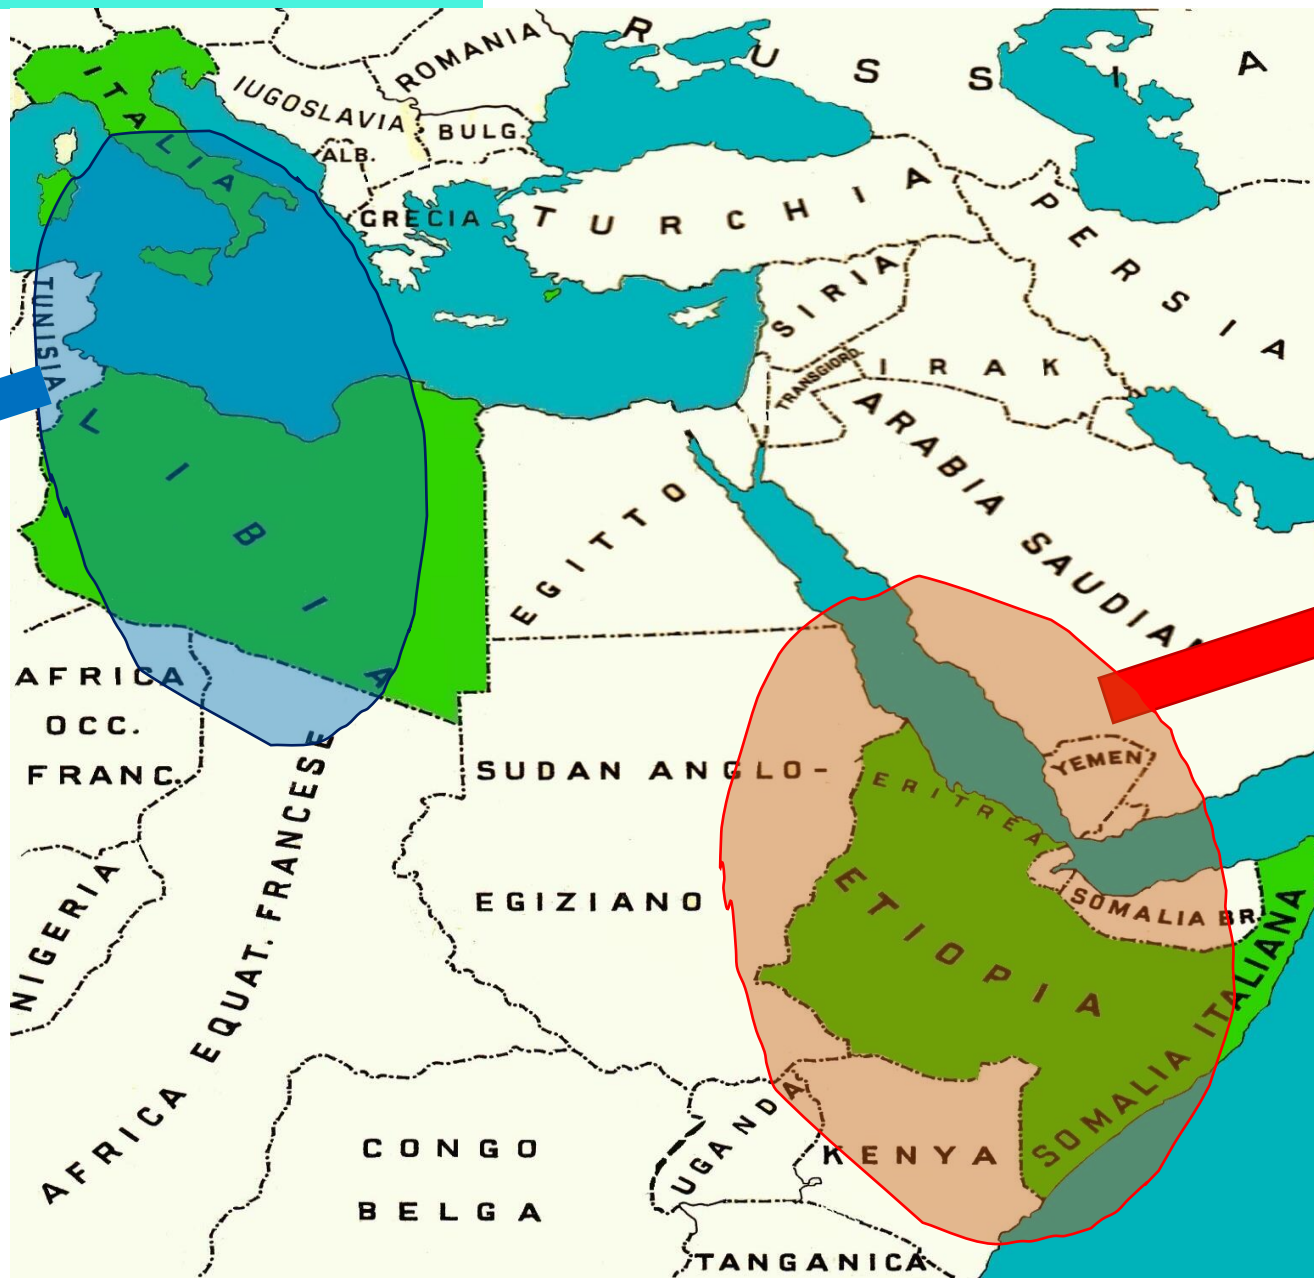 RUSSIA
ROMANIA
ITALIA
IUGOSLAVIA
BULG.
ALB.
GRECIA
TURCHIA
PERSIA
TUNISIA
SIRIA
TRANSGIORD.
IRAK
LIBIA
EGITTO
ARABIA SAUDIA
AFRICA
OCC.
FRANC.
SUDAN ANGLO-
EGIZIANO
ERITREA
YEMEN
ETIOPIA
SOMALIA BR.
SOMALIA ITALIANA
NIGERIA
AFRICA EQUAT. FRANCESE
CONGO
BELGA
UGANDA
KENYA
TANGANICA